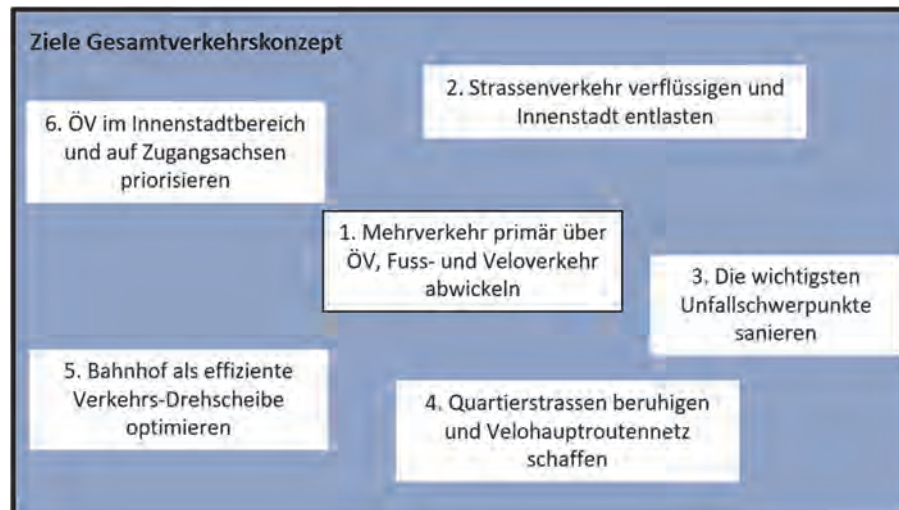 Ziele Gesamtverkehrskonzept
1. Mehrverkehr primär über
ÖV, Fuss- und Veloverkehr
abwickeln
2. Strassenverkehr verflüssigen und
Innenstadt entlasten
3. Die wichtigsten
Unfallschwerpunkte
sanieren
4. Quartierstrassen beruhigen
und Velohauptroutennetz
schaffen
5. Bahnhof als effiziente
Verkehrs-Drehscheibe
optimieren
6. ÖV im Innenstadtbereich
und auf Zugangsachsen
priorisieren